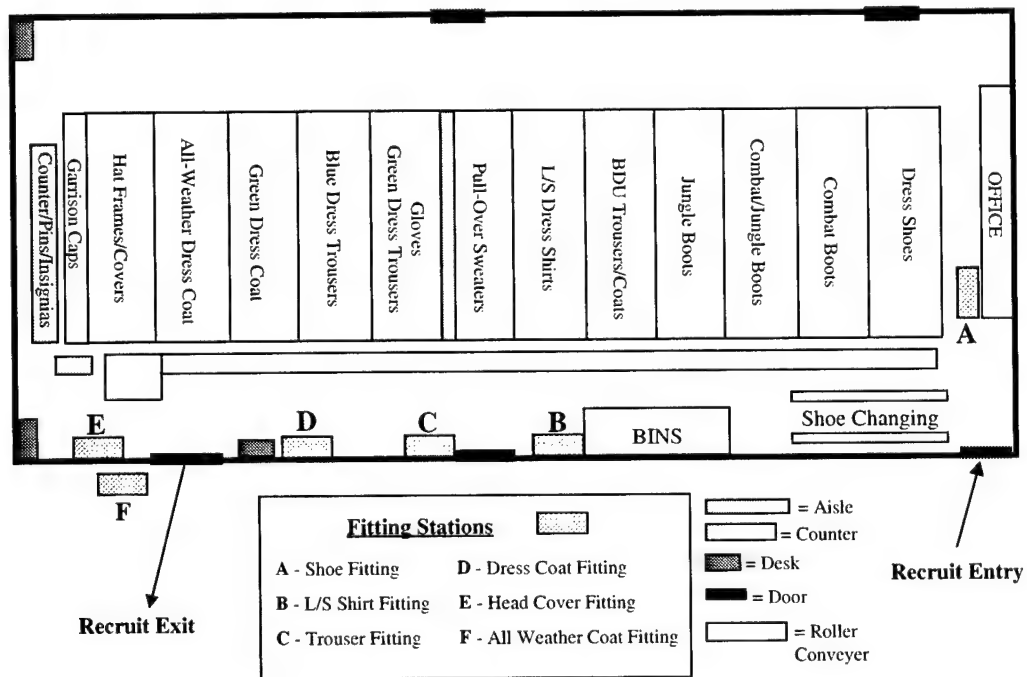 Counter/Pins/Insignias
Garrison Caps
Hat Frames/Covers
All-Weather Dress Coat
Green Dress Coat
Blue Dress Trousers
Green Dress Trousers
Gloves
Pull-Over Sweaters
L/S Dress Shirts
BDU Trousers/Coats
Jungle Boots
Combat/Jungle Boots
Combat Boots
Dress Shoes
OFFICE
A
E
D
C
B
BINS
Shoe Changing
F
Recruit Exit
Recruit Entry
Fitting Stations
A - Shoe Fitting
B - L/S Shirt Fitting
C - Trouser Fitting
D - Dress Coat Fitting
E - Head Cover Fitting
F - All Weather Coat Fitting
= Aisle
= Counter
= Desk
= Door
= Roller
Conveyer